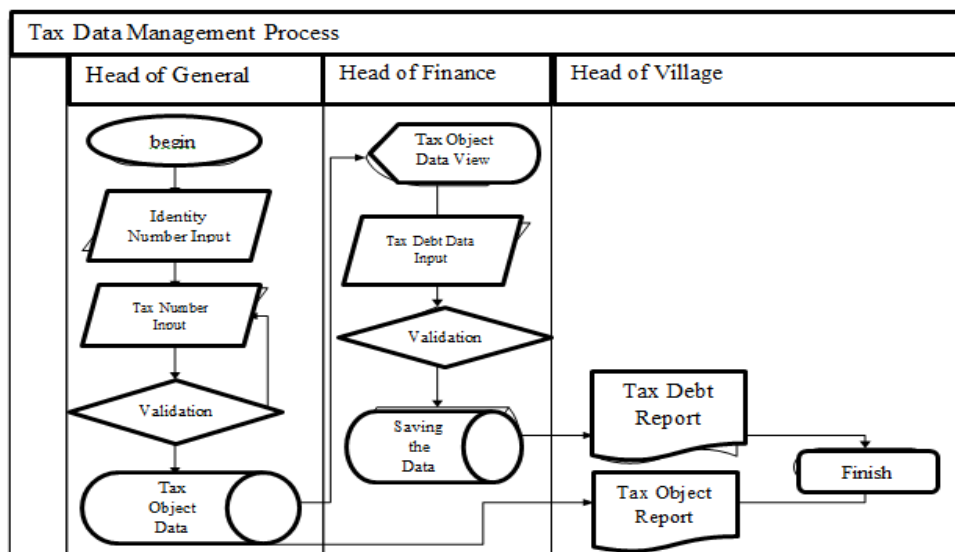 Tax Data Management Process
Head of General
Head of Finance
Head of Village
begin
Identity
Number Input
Tax Number
Input
Validation
Tax
Object
Data
Tax Object
Data View
Tax Debt Data
Input
Validation
Saving
the
Data
Tax Debt
Report
Tax Object
Report
Finish